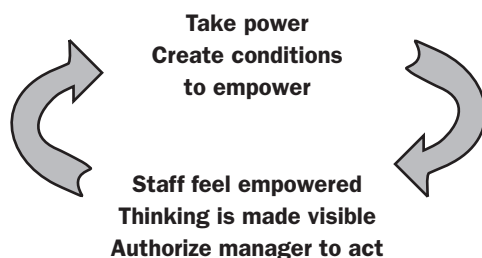 Take power
Create conditions
to empower
Staff feel empowered
Thinking is made visible
Authorize manager to act